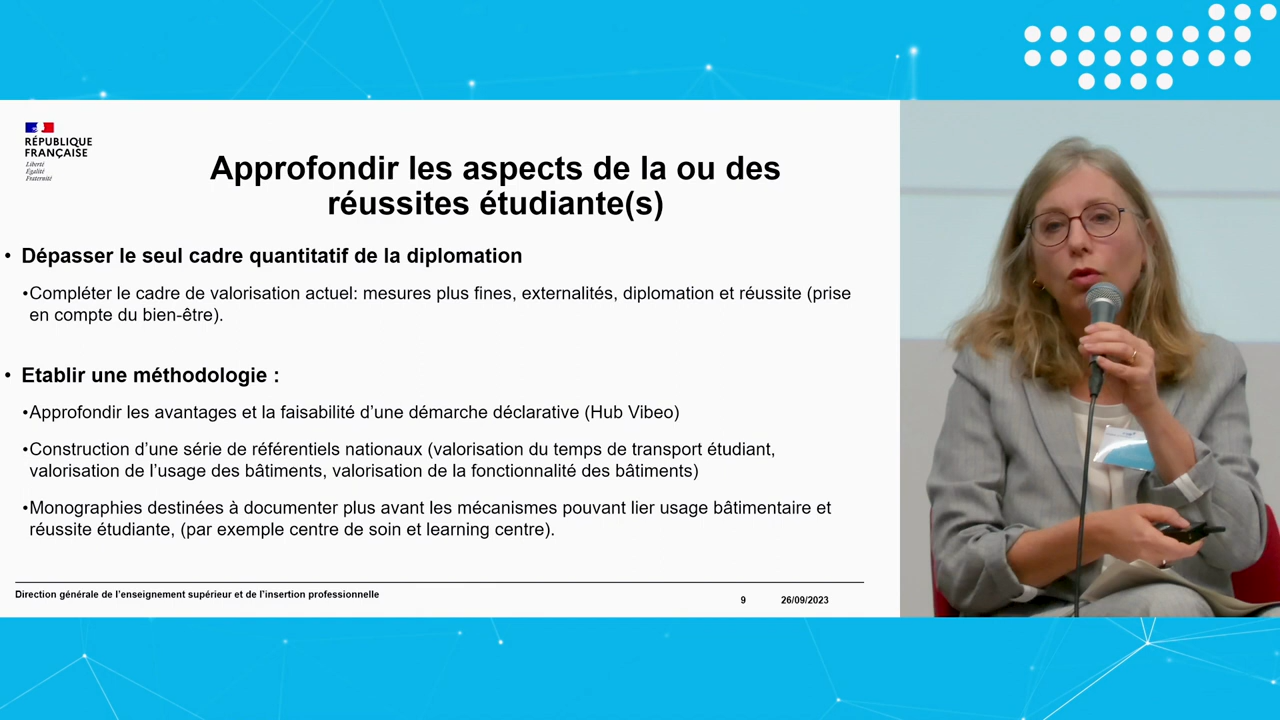 RÉPUBLIQUE
FRANÇAISE
Liberté
Égalité
Fraternité
Approfondir les aspects de la ou des
réussites étudiante(s)
• Dépasser le seul cadre quantitatif de la diplomation
•Compléter le cadre de valorisation actuel: mesures plus fines, externalités, diplomation et réussite (prise
en compte du bien-être).
• Etablir une méthodologie :
•Approfondir les avantages et la faisabilité d’une démarche déclarative (Hub Vibeo)
•Construction d’une série de référentiels nationaux (valorisation du temps de transport étudiant,
valorisation de l’usage des bâtiments, valorisation de la fonctionnalité des bâtiments)
•Monographies destinées à documenter plus avant les mécanismes pouvant lier usage bâtimentaire et
réussite étudiante, (par exemple centre de soin et learning centre).
Direction générale de l’enseignement supérieur et de l’insertion professionnelle
9 26/09/2023